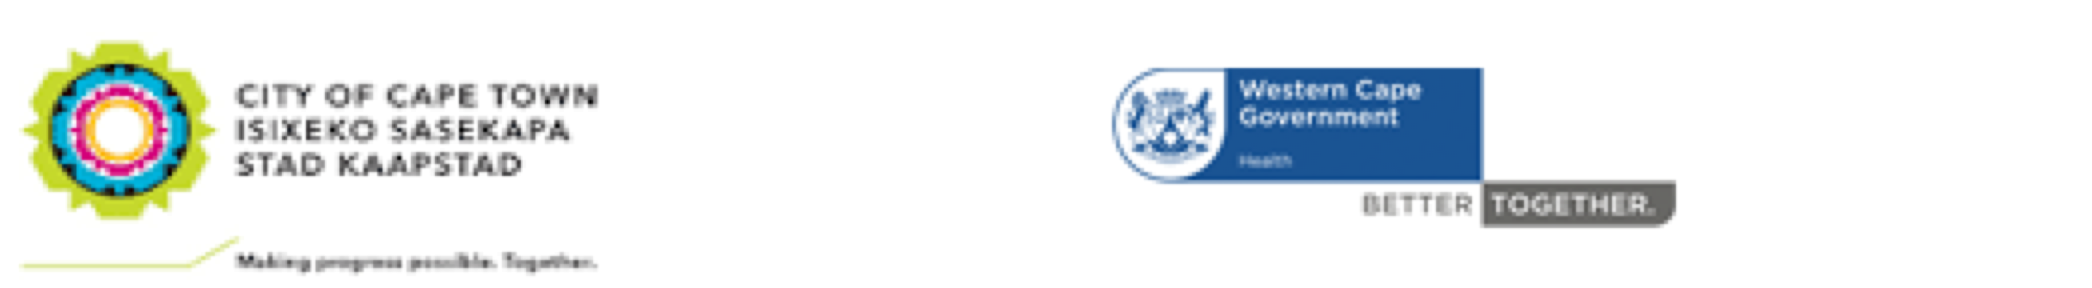 CITY OF CAPE TOWN
ISIXEKO SASEKAPA
STAD KAAPSTAD
Making progress possible. Together.
Western Cape
Government
Health
BETTER TOGETHER.